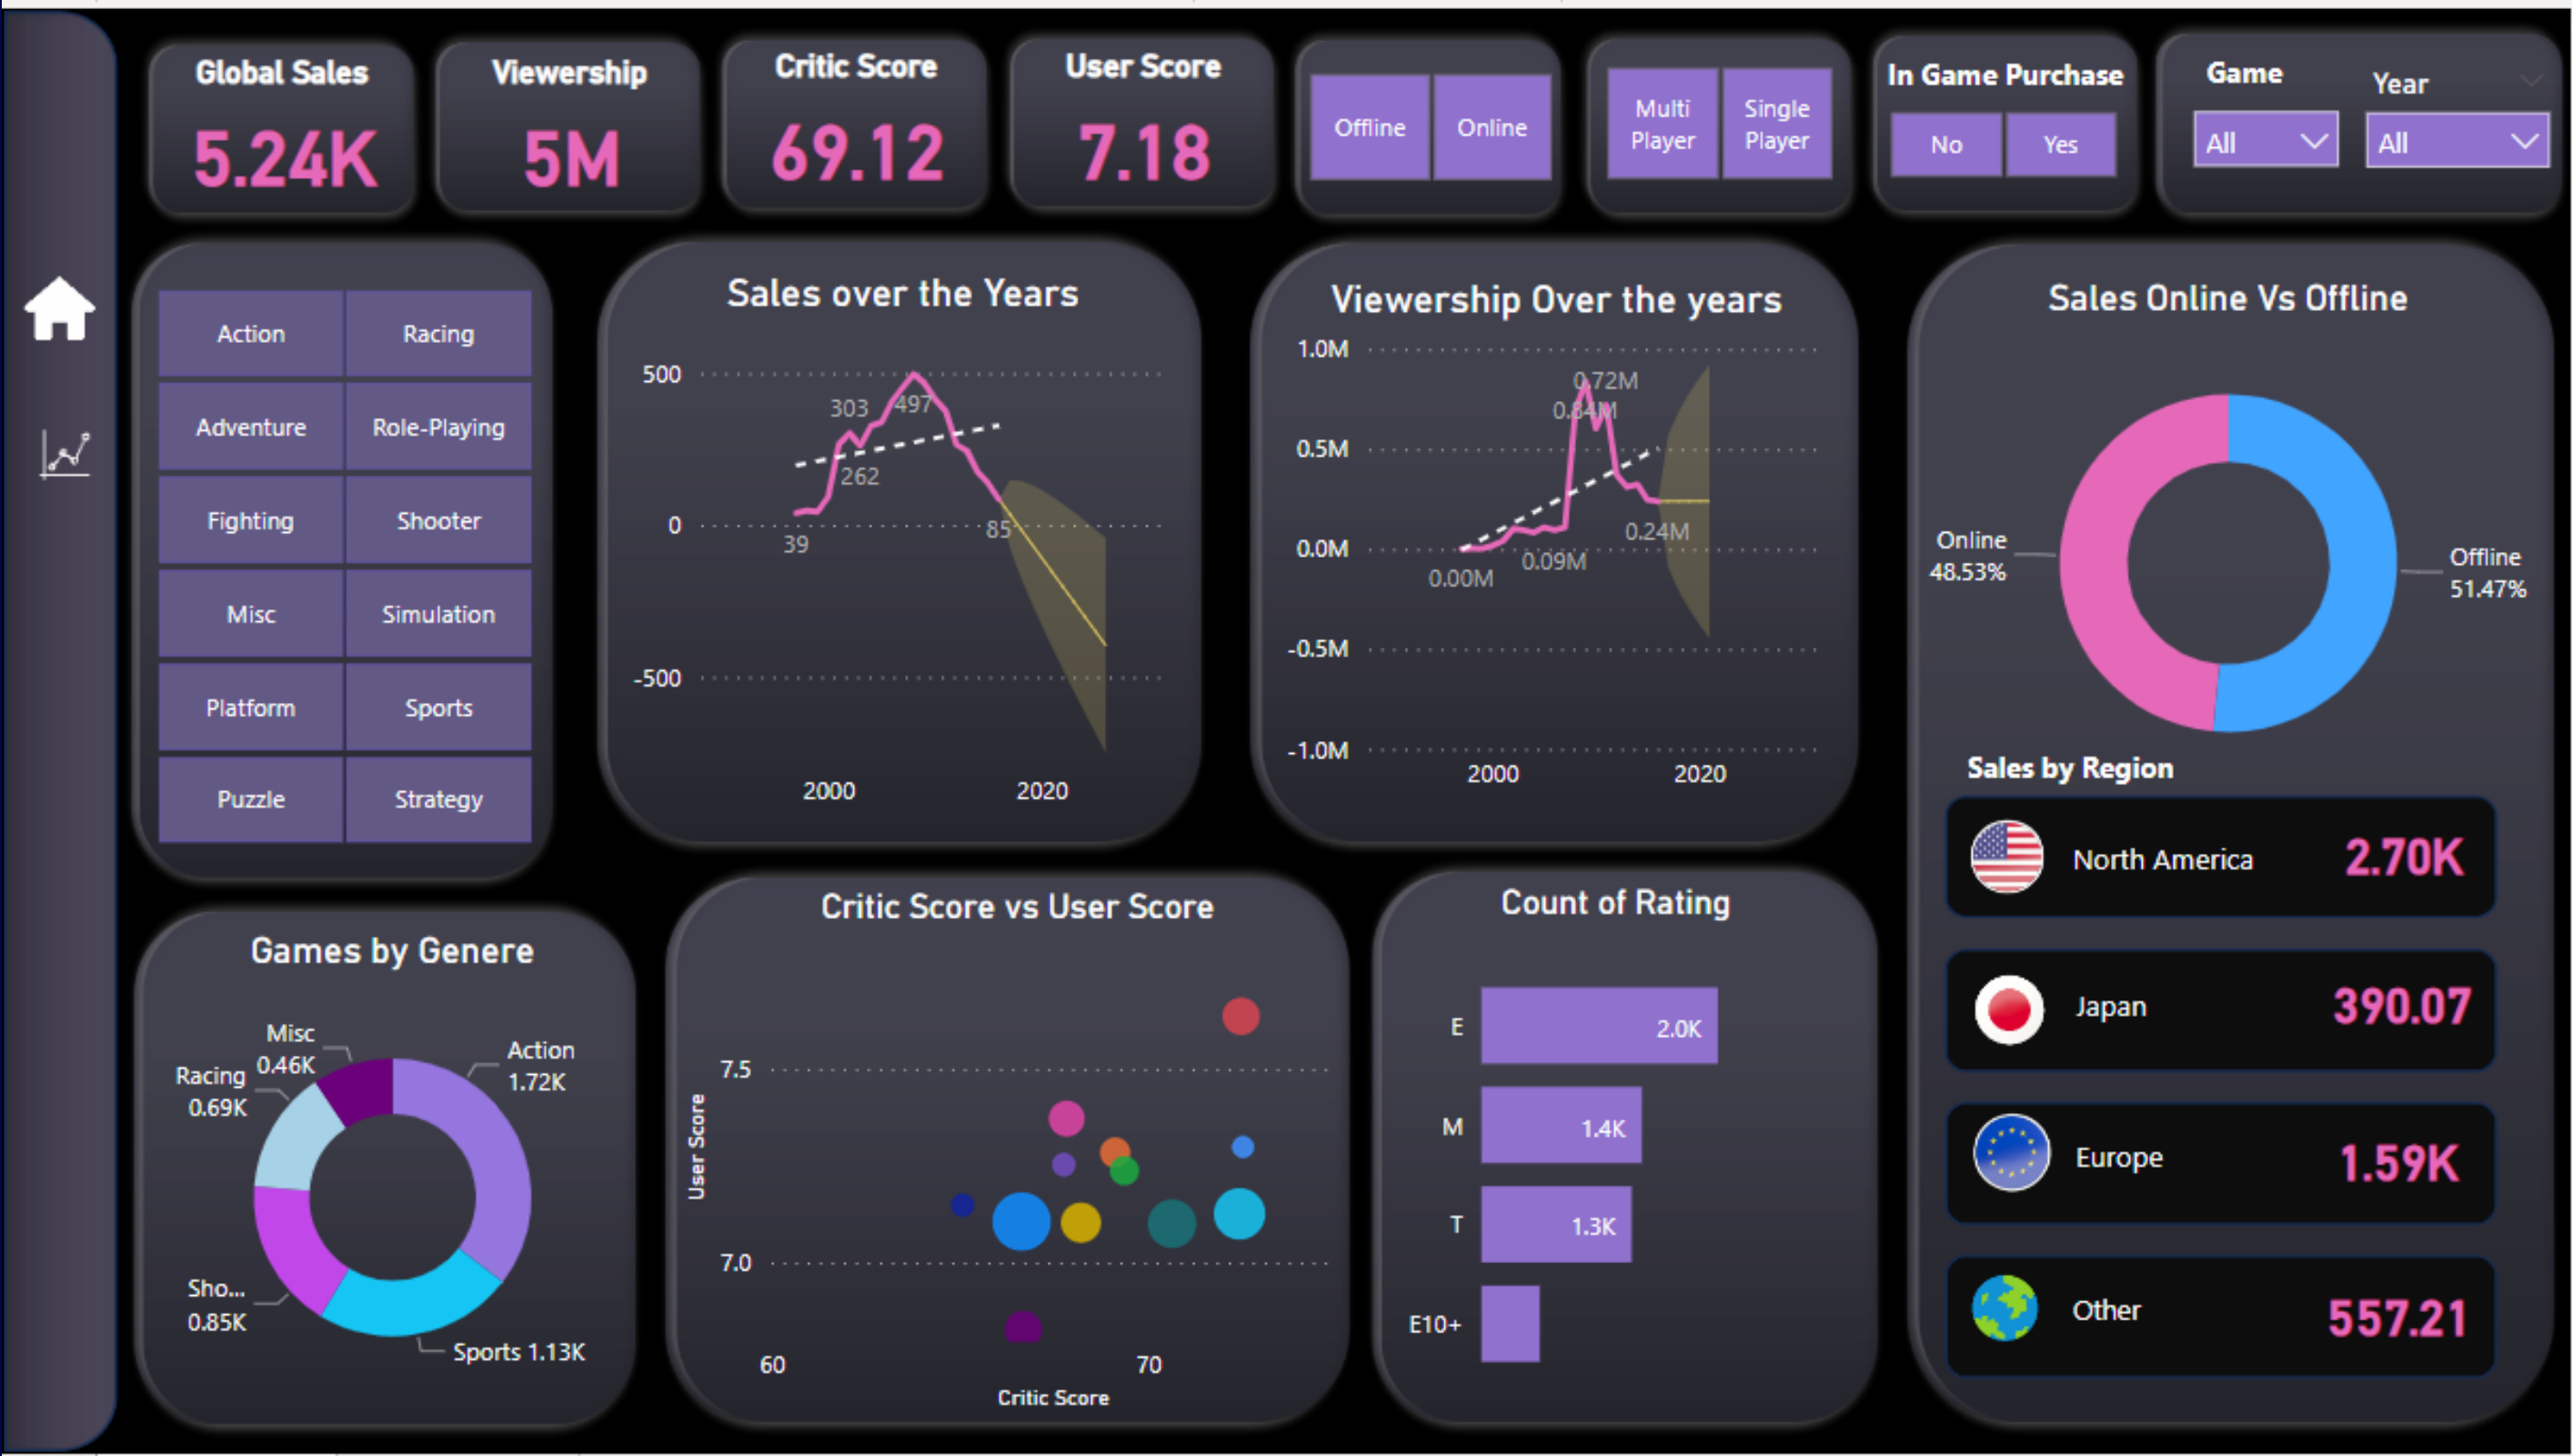 Global Sales
5.24K
Viewership
5M
Critic Score
69.12
User Score
7.18
Offline
Online
Multi
Player
Single
Player
In Game Purchase
No
Yes
Game
All
Year
All
Action
Racing
Adventure
Role-Playing
Fighting
Shooter
Misc
Simulation
Platform
Sports
Puzzle
Strategy
Sales over the Years
500
0
-500
303
497
262
39
85
2000
2020
Viewership Over the years
1.0M
0.5M
0.0M
-0.5M
-1.0M
0.72M
0.84M
0.24M
0.09M
0.00M
2000
2020
Sales Online Vs Offline
Online
48.53%
Offline
51.47%
Sales by Region
North America
2.70K
Japan
390.07
Europe
1.59K
Other
557.21
Games by Genere
Misc
0.46K
Racing
0.69K
Action
1.72K
Sho...
0.85K
Sports 1.13K
Critic Score vs User Score
7.5
7.0
User Score
60
70
Critic Score
Count of Rating
E
2.0K
M
1.4K
T
1.3K
E10+